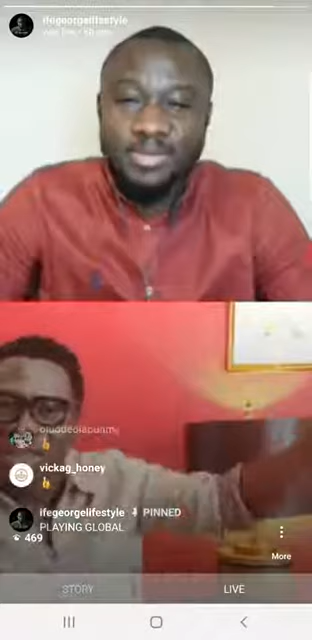 ifegeorgelifestyle
vickag_honey
ifegeorgelifestyle PINNED
PLAYING GLOBAL
469
More
STORY LIVE